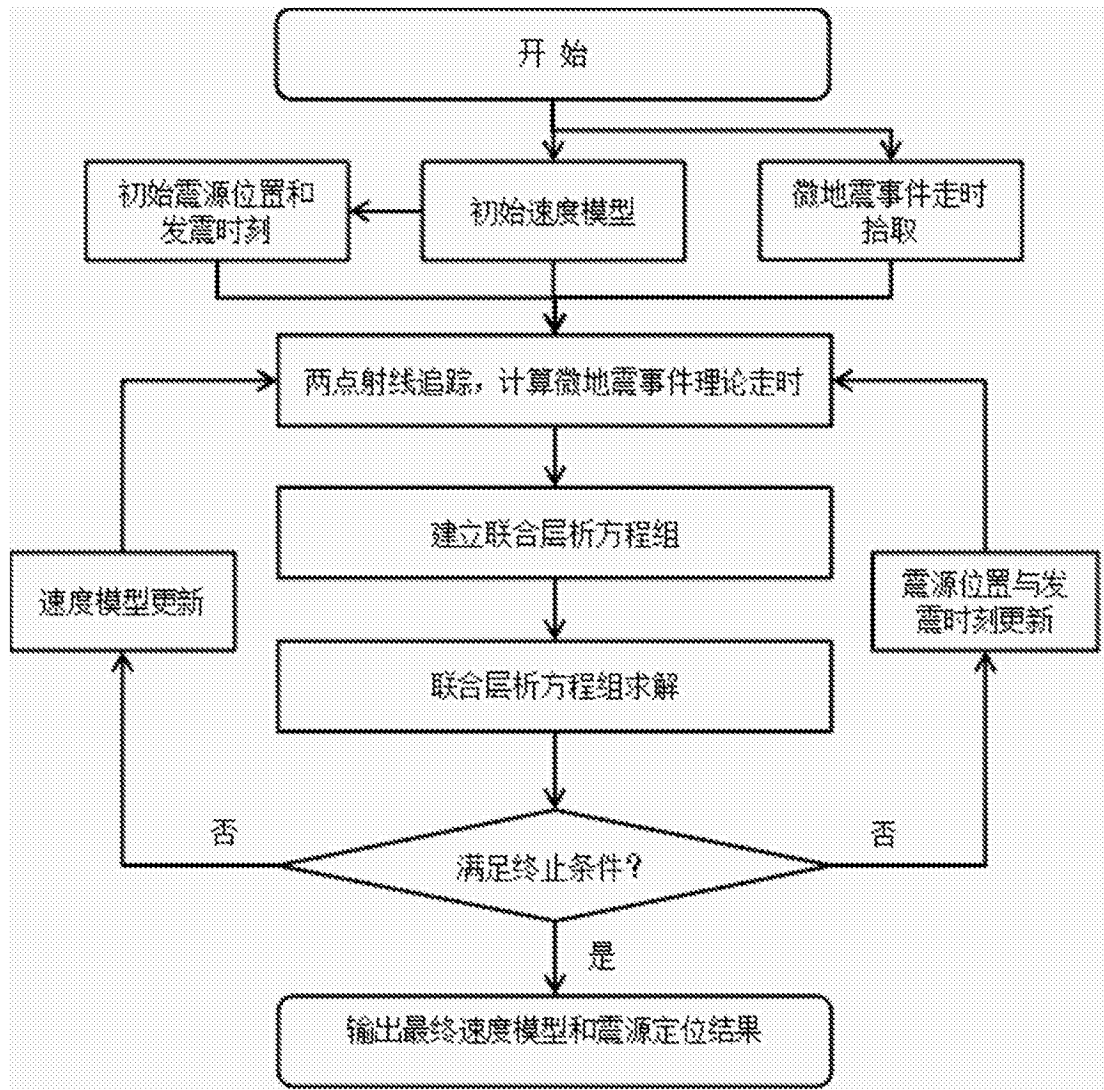 开 始
初始震源位置和
发震时刻
初始速度模型
微地震事件走时
拾取
两点射线追踪，计算微地震事件理论走时
建立联合层析方程组
速度模型更新
震源位置与发
震时刻更新
联合层析方程组求解
否
否
满足终止条件？
是
输出最终速度模型和震源定位结果